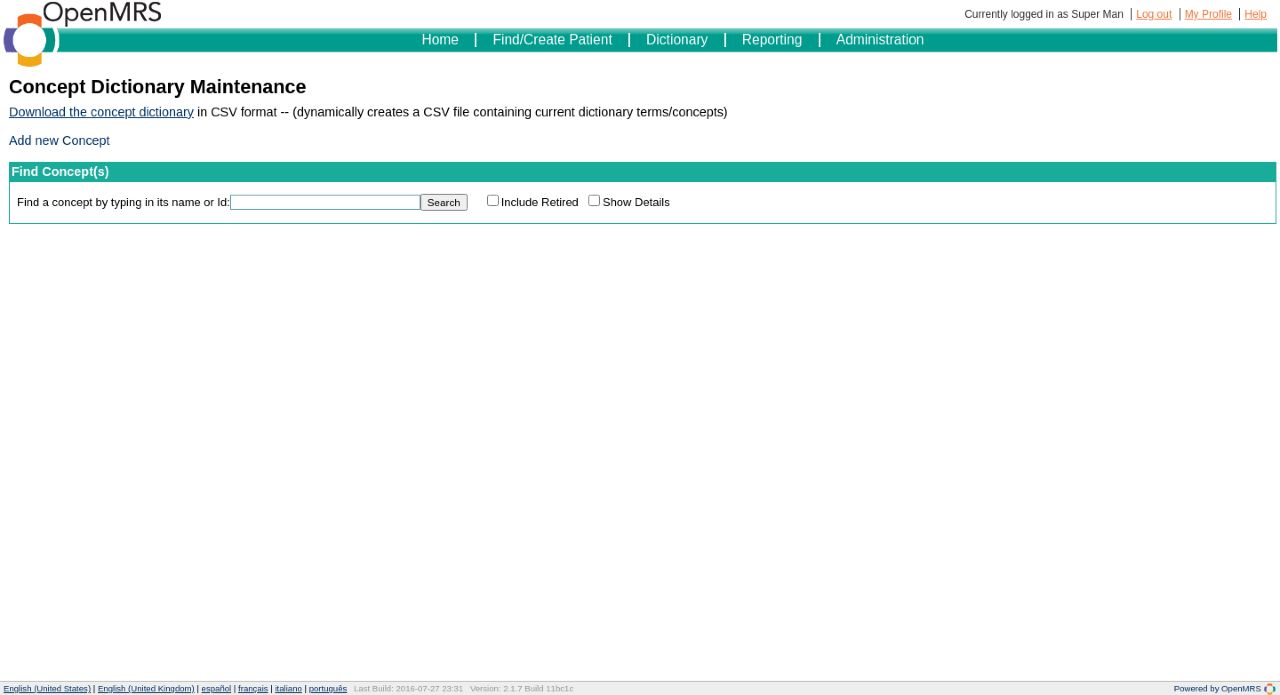 OpenMRS
Currently logged in as Super Man | Log out | My Profile | Help
Home | Find/Create Patient | Dictionary | Reporting | Administration
Concept Dictionary Maintenance
Download the concept dictionary in CSV format -- (dynamically creates a CSV file containing current dictionary terms/concepts)
Add new Concept
Find Concept(s)
Find a concept by typing in its name or Id: Search Include Retired Show Details
English (United States) | English (United Kingdom) | español | français | italiano | português Last Build: 2016-07-27 23:31 Version: 2.1.7 Build 11bc1c Powered by OpenMRS